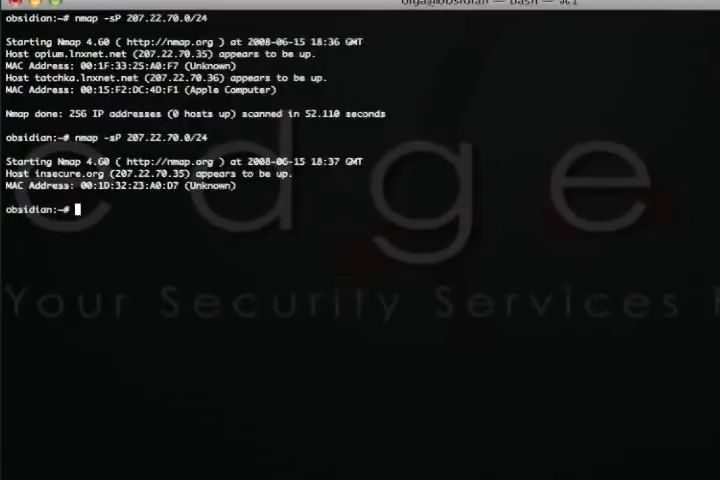 olga@obsidian — bash — ⌘1
obsidian:~# nmap -sP 207.22.70.0/24
Starting Nmap 4.60 ( http://nmap.org ) at 2008-06-15 18:36 GMT
Host opium.lnxnet.net (207.22.70.35) appears to be up.
MAC Address: 00:1F:33:25:A0:F7 (Unknown)
Host tatchka.lnxnet.net (207.22.70.36) appears to be up.
MAC Address: 00:15:F2:DC:4D:F1 (Apple Computer)
Nmap done: 256 IP addresses (0 hosts up) scanned in 52.110 seconds
obsidian:~# nmap -sP 207.22.70.0/24
Starting Nmap 4.60 ( http://nmap.org ) at 2008-06-15 18:37 GMT
Host insecure.org (207.22.70.35) appears to be up.
MAC Address: 00:1D:32:23:A0:D7 (Unknown)
obsidian:~#
edge
Your Security Services